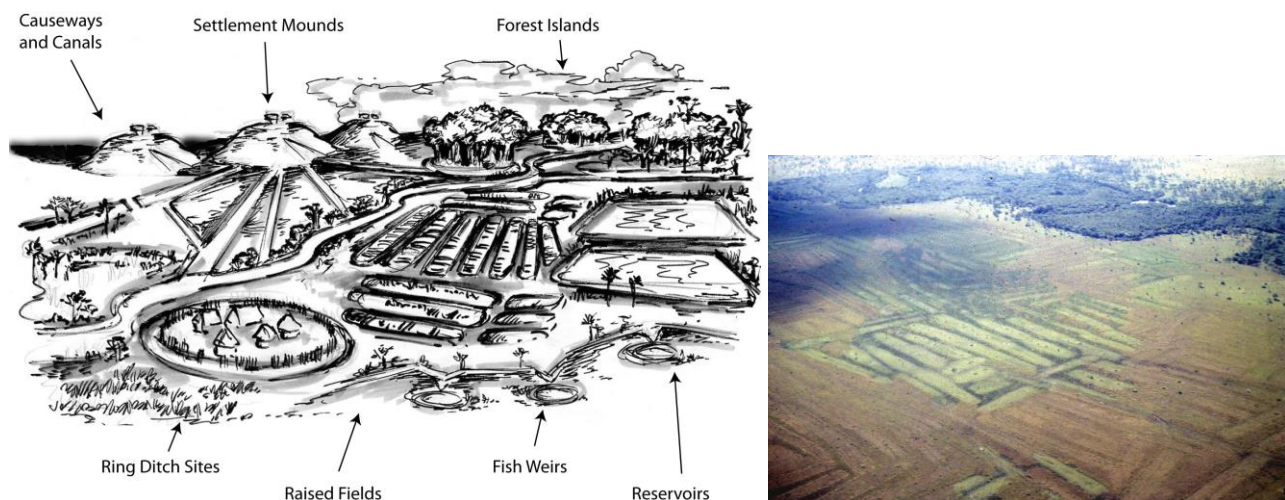 Causeways
and Canals
Settlement Mounds
Forest Islands
Ring Ditch Sites
Raised Fields
Fish Weirs
Reservoirs